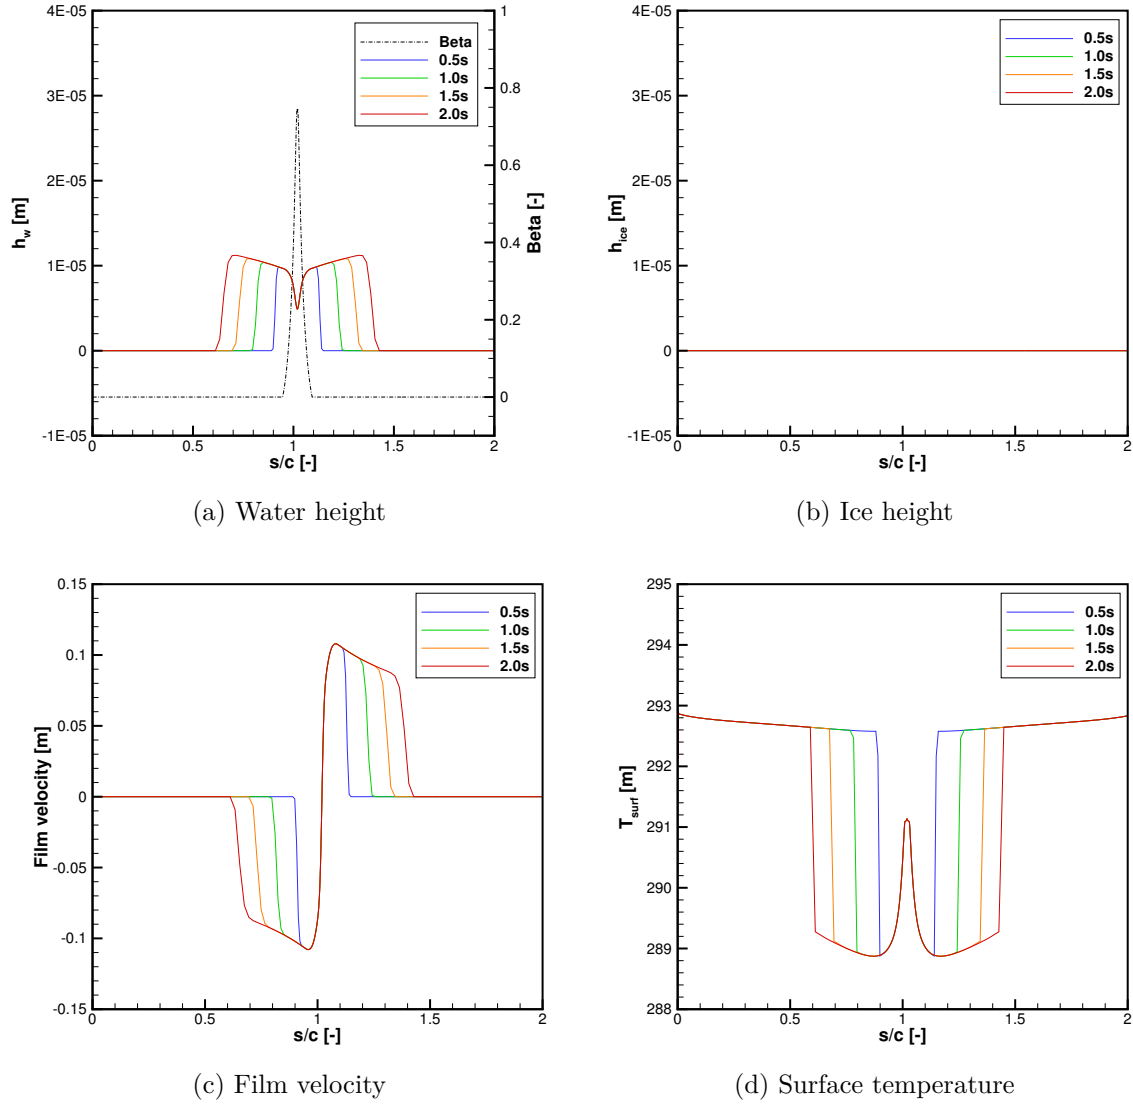 4E-05
3E-05
2E-05
1E-05
0
-1E-05
h_w [m]
1
0.8
0.6
0.4
0.2
0
Beta [-]
Beta
0.5s
1.0s
1.5s
2.0s
0 0.5 1 1.5 2
s/c [-]
(a) Water height
4E-05
3E-05
2E-05
1E-05
0
-1E-05
h_ice [m]
0.5s
1.0s
1.5s
2.0s
0 0.5 1 1.5 2
s/c [-]
(b) Ice height
0.15
0.1
0.05
0
-0.05
-0.1
-0.15
Film velocity [m]
0.5s
1.0s
1.5s
2.0s
0 0.5 1 1.5 2
s/c [-]
(c) Film velocity
295
294
293
292
291
290
289
288
T_surf [m]
0.5s
1.0s
1.5s
2.0s
0 0.5 1 1.5 2
s/c [-]
(d) Surface temperature